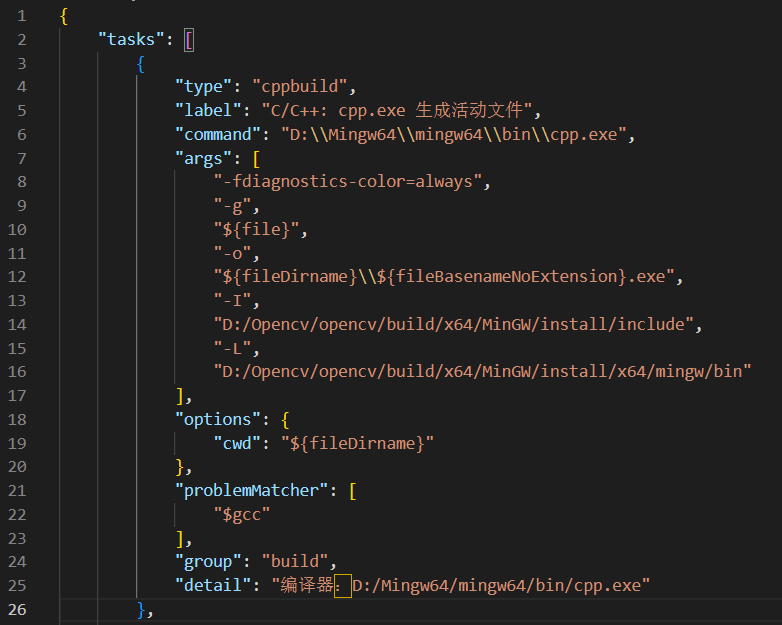 1 {
2 "tasks": [
3 {
4 "type": "cppbuild",
5 "label": "C/C++: cpp.exe 生成活动文件",
6 "command": "D:\\Mingw64\\mingw64\\bin\\cpp.exe",
7 "args": [
8 "-fdiagnostics-color=always",
9 "-g",
10 "${file}",
11 "-o",
12 "${fileDirname}\\${fileBasenameNoExtension}.exe",
13 "-I",
14 "D:/Opencv/opencv/build/x64/MinGW/install/include",
15 "-L",
16 "D:/Opencv/opencv/build/x64/MinGW/install/x64/mingw/bin"
17 ],
18 "options": {
19 "cwd": "${fileDirname}"
20 },
21 "problemMatcher": [
22 "$gcc"
23 ],
24 "group": "build",
25 "detail": "编译器：D:/Mingw64/mingw64/bin/cpp.exe"
26 },